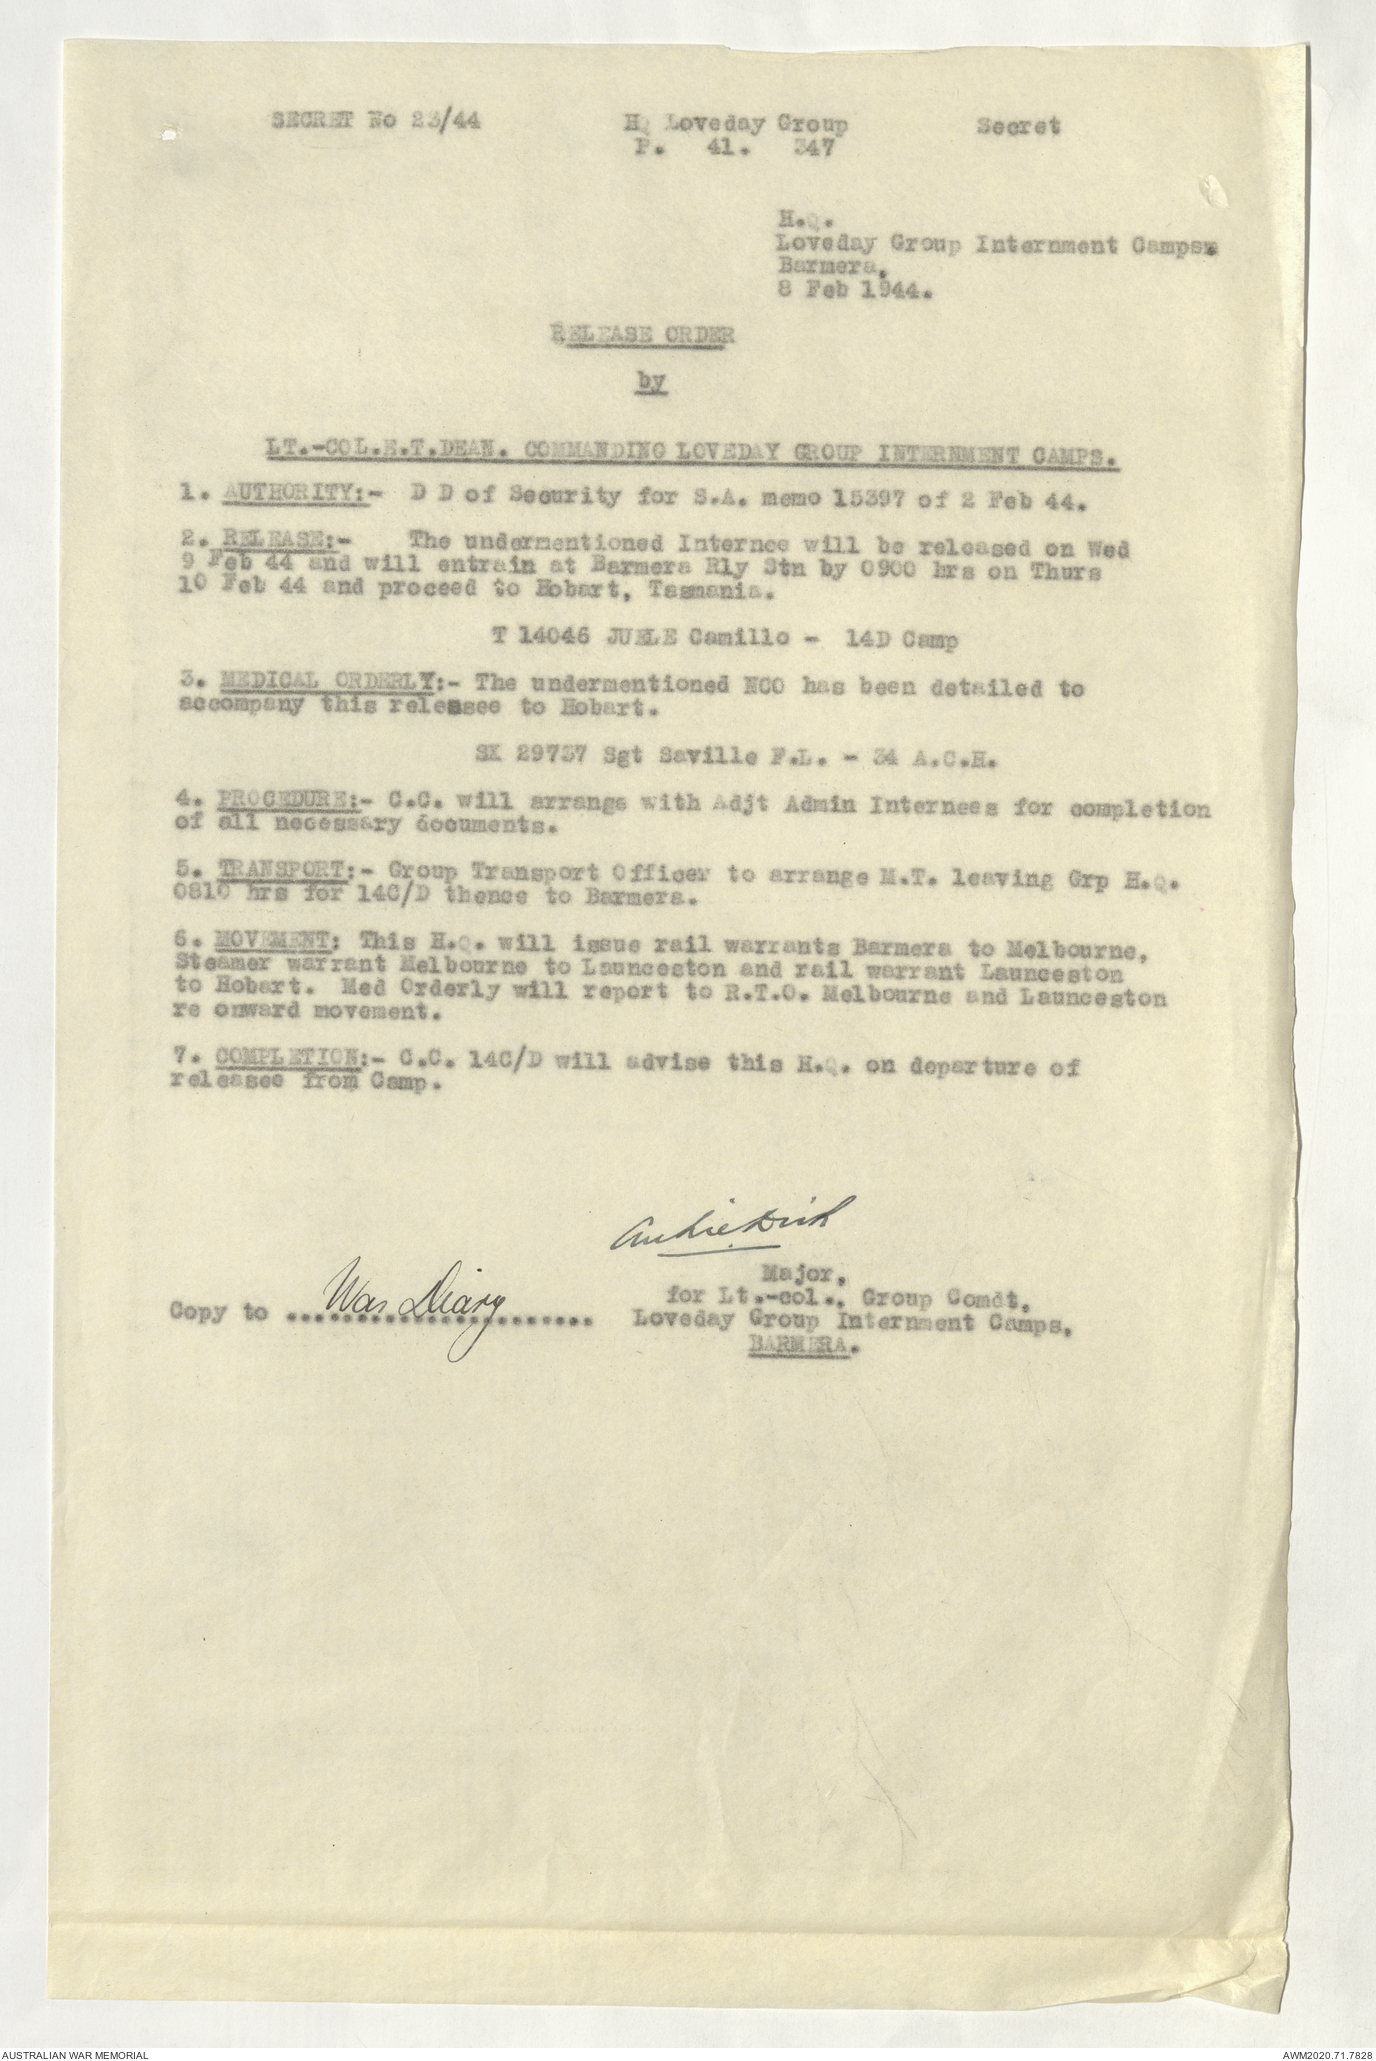 SECRET No 23/44 HQ Loveday Group Secret
P. 41. 347
H.Q.
Loveday Group Internment Camps.
Barmera,
8 Feb 1944.
RELEASE ORDER
by
LT.-COL.E.T.DEAN. COMMANDING LOVEDAY GROUP INTERNMENT CAMPS.
1. AUTHORITY:- D D of Security for S.A. memo 15397 of 2 Feb 44.
2. RELEASE:- The undermentioned Internee will be released on Wed
9 Feb 44 and will entrain at Barmera Rly Stn by 0900 hrs on Thurs
10 Feb 44 and proceed to Hobart, Tasmania.
T 14046 JUELE Camillo - 14D Camp
3. MEDICAL ORDERLY:- The undermentioned NCO has been detailed to
accompany this releasee to Hobart.
SX 29737 Sgt Saville F.L. - 34 A.C.H.
4. PROCEDURE:- C.C. will arrange with Adjt Admin Internees for completion
of all necessary documents.
5. TRANSPORT:- Group Transport Officer to arrange M.T. leaving Grp H.Q.
0810 hrs for 14C/D thence to Barmera.
6. MOVEMENT: This H.Q. will issue rail warrants Barmera to Melbourne,
Steamer warrant Melbourne to Launceston and rail warrant Launceston
to Hobart. Med Orderly will report to R.T.O. Melbourne and Launceston
re onward movement.
7. COMPLETION:- C.C. 14C/D will advise this H.Q. on departure of
releasee from Camp.
Major,
for Lt.-col., Group Comdt,
Copy to War Diary Loveday Group Internment Camps,
BARMERA.
AUSTRALIAN WAR MEMORIAL AWM2020.71.7828